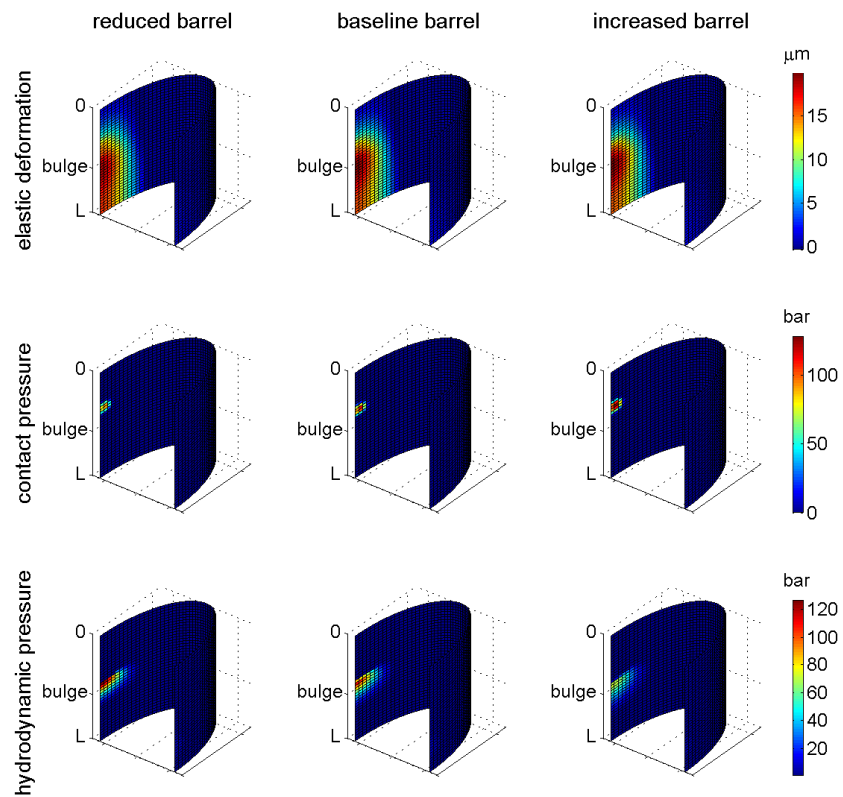 reduced barrel baseline barrel increased barrel
elastic deformation
0
bulge
L
0
bulge
L
0
bulge
L
μm
15
10
5
0
contact pressure
0
bulge
L
0
bulge
L
0
bulge
L
bar
100
50
0
hydrodynamic pressure
0
bulge
L
0
bulge
L
0
bulge
L
bar
120
100
80
60
40
20